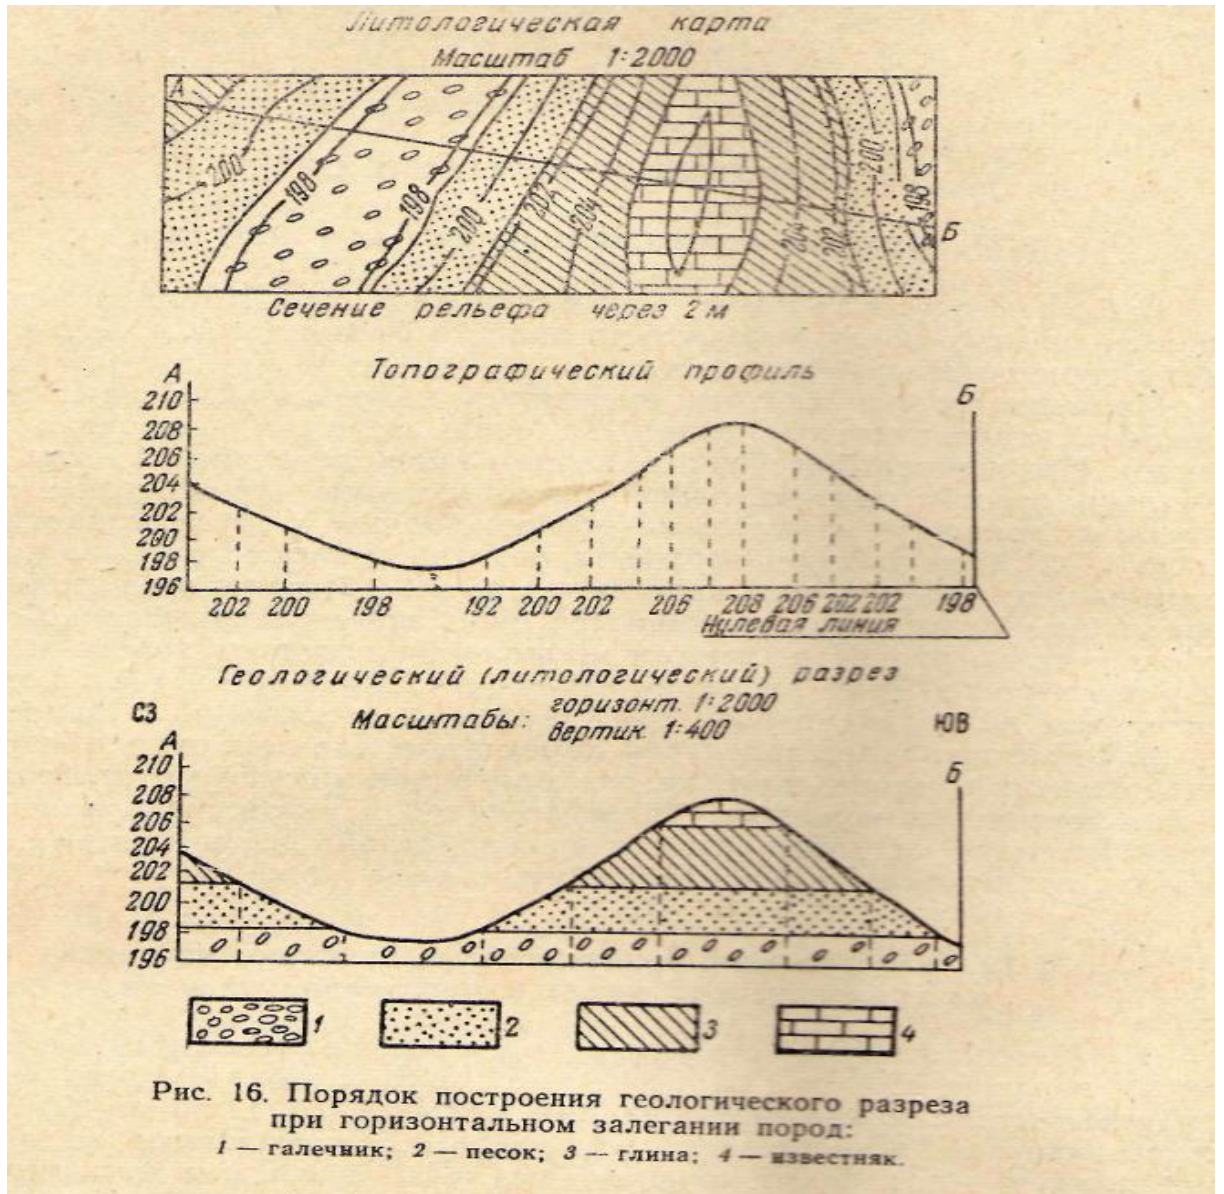 Литологическая карта
Масштаб 1:2000
А
200
198
198
200
202
204
204
202
200
198
Б
Сечение рельефа через 2 м
Топографический профиль
А
Б
210
208
206
204
202
200
198
196
202 200 198 192 200 202 206 208 206 202 202 198
Нулевая линия
Геологический (литологический) разрез
СЗ
Масштабы: горизонт. 1:2000
вертик. 1:400
ЮВ
А
Б
210
208
206
204
202
200
198
196
1 2 3 4
Рис. 16. Порядок построения геологического разреза
при горизонтальном залегании пород:
1 — галечник; 2 — песок; 3 — глина; 4 — известняк.